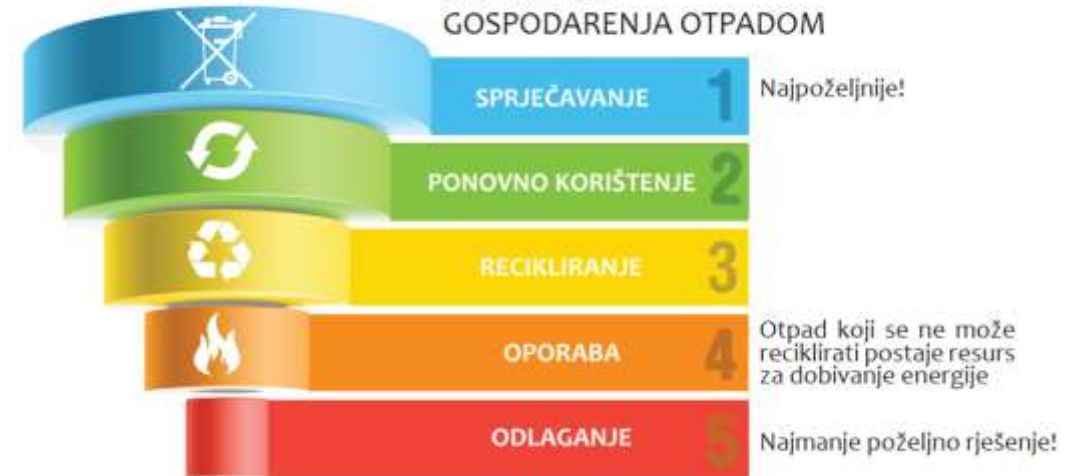 GOSPODARENJA OTPADOM
SPRJEČAVANJE 1
Najpoželjnije!
PONOVNO KORIŠTENJE 2
RECIKLIRANJE 3
OPORABA 4
Otpad koji se ne može
reciklirati postaje resurs
za dobivanje energije
ODLAGANJE 5
Najmanje poželjno rješenje!